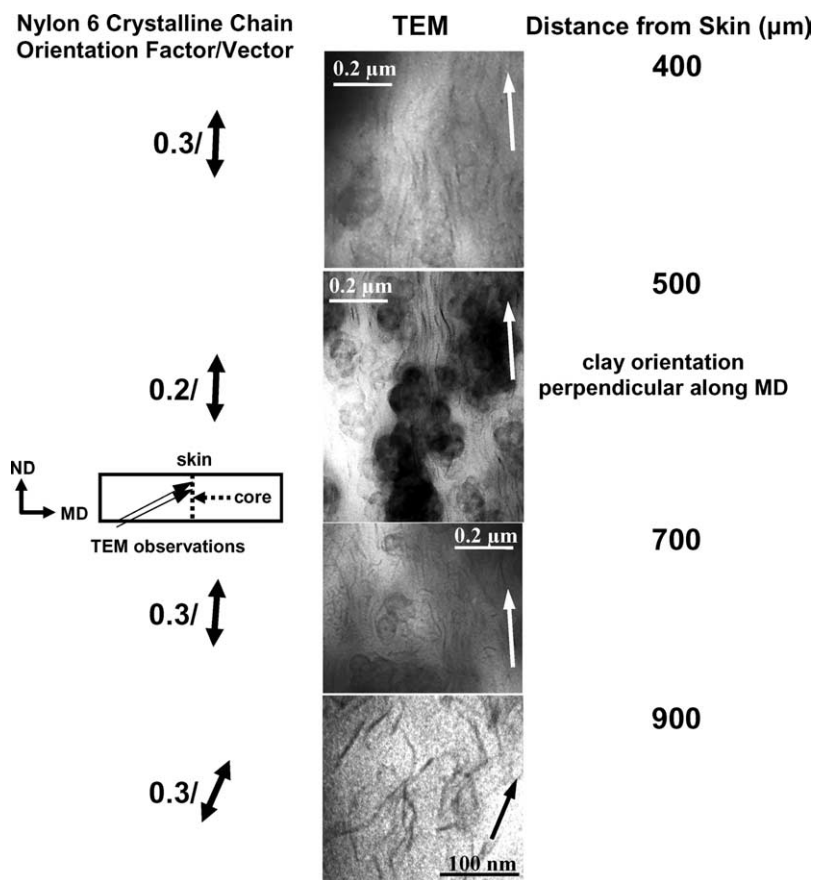 Nylon 6 Crystalline Chain
Orientation Factor/Vector
TEM
Distance from Skin (µm)
0.2 µm
400
0.3/
0.2 µm
500
clay orientation
perpendicular along MD
0.2/
ND
MD
skin
core
TEM observations
0.2 µm
700
0.3/
900
0.3/
100 nm